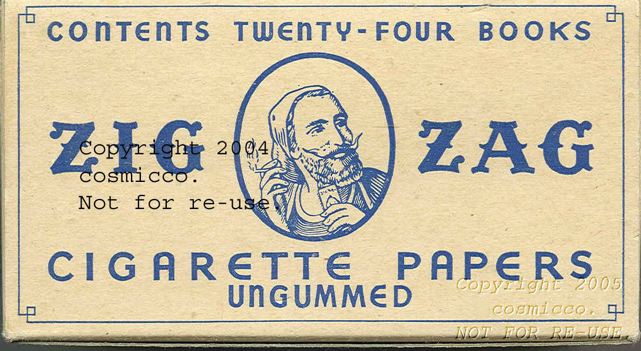 CONTENTS TWENTY-FOUR BOOKS
ZIG ZAG
Copyright 2004
cosmicco.
Not for re-use.
CIGARETTE PAPERS
UNGUMMED
Copyright 2005
cosmicco.
NOT FOR RE-USE.